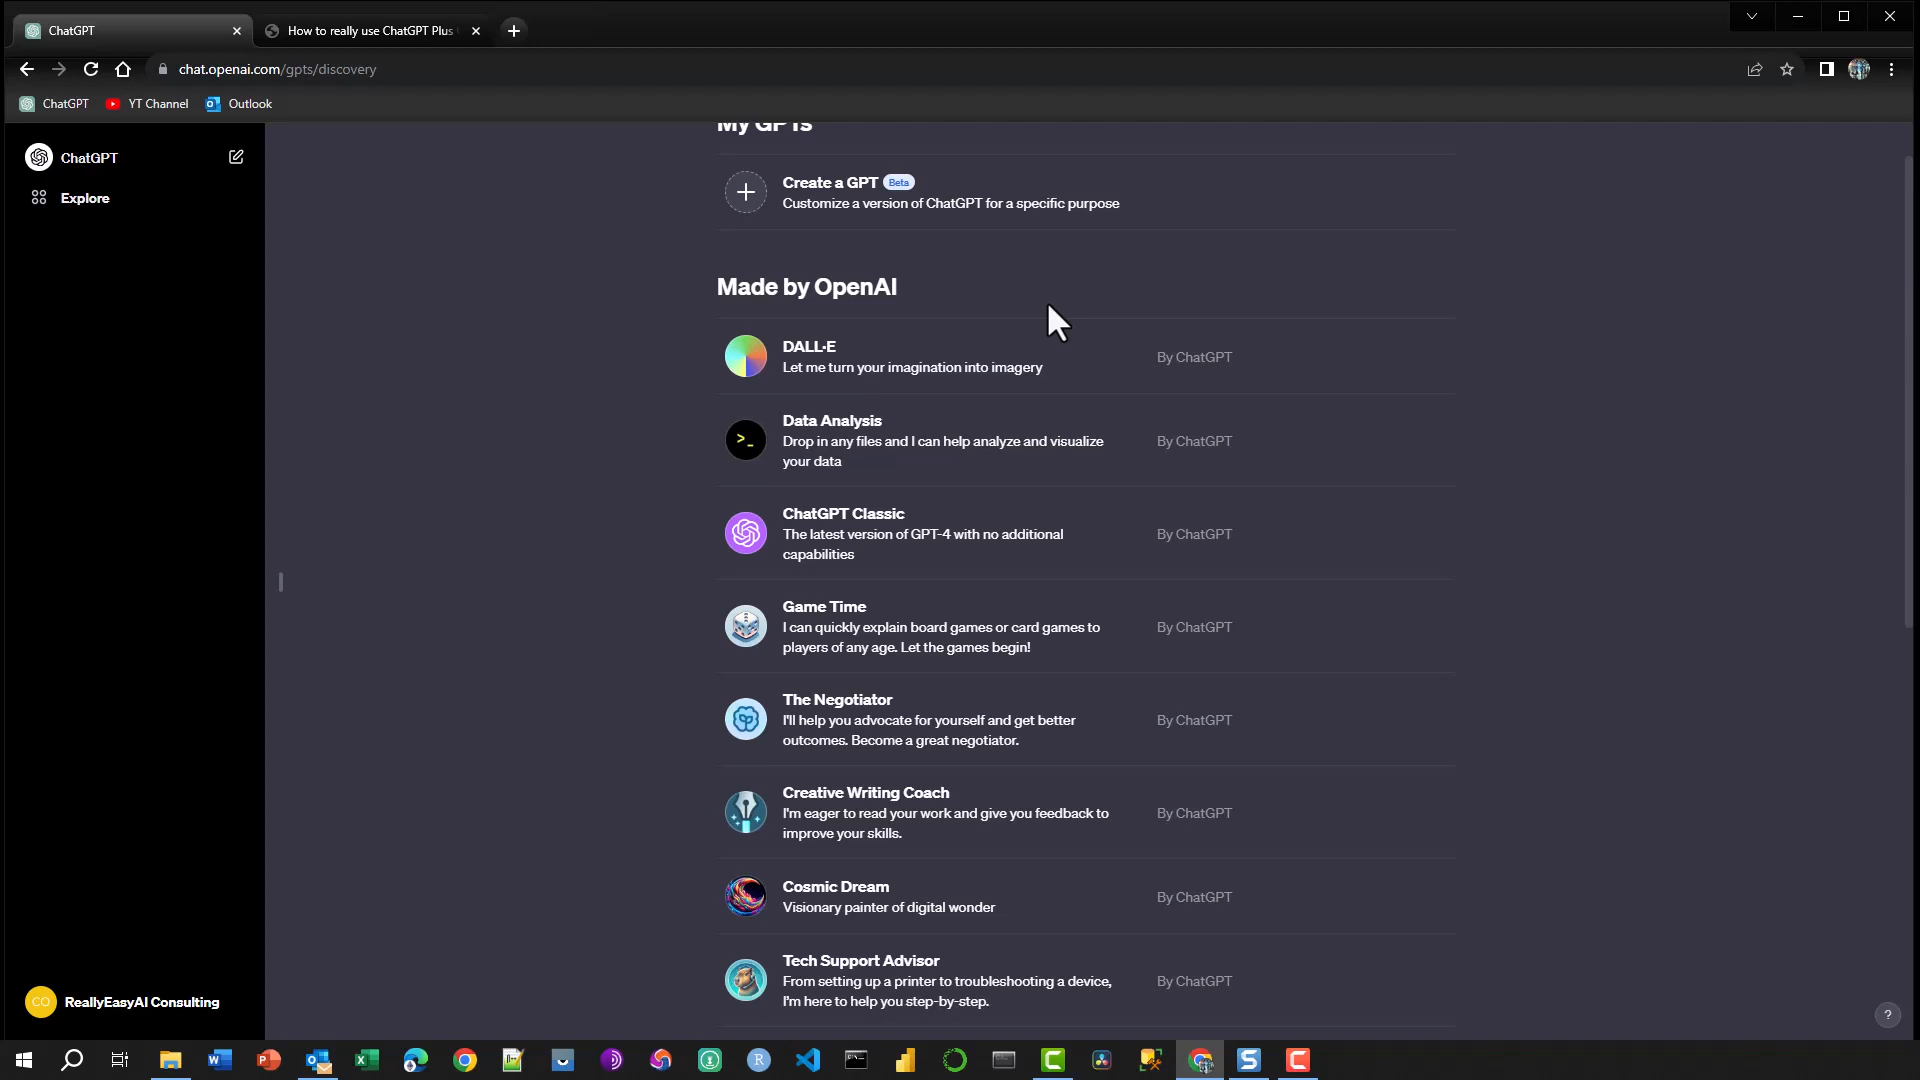 ChatGPT
How to really use ChatGPT Plus
chat.openai.com/gpts/discovery
ChatGPT
YT Channel
Outlook
ChatGPT
Explore
My GPTs
Create a GPT Beta
Customize a version of ChatGPT for a specific purpose
Made by OpenAI
DALL·E
Let me turn your imagination into imagery
By ChatGPT
Data Analysis
Drop in any files and I can help analyze and visualize
your data
By ChatGPT
ChatGPT Classic
The latest version of GPT-4 with no additional
capabilities
By ChatGPT
Game Time
I can quickly explain board games or card games to
players of any age. Let the games begin!
By ChatGPT
The Negotiator
I'll help you advocate for yourself and get better
outcomes. Become a great negotiator.
By ChatGPT
Creative Writing Coach
I'm eager to read your work and give you feedback to
improve your skills.
By ChatGPT
Cosmic Dream
Visionary painter of digital wonder
By ChatGPT
Tech Support Advisor
From setting up a printer to troubleshooting a device,
I'm here to help you step-by-step.
By ChatGPT
CO ReallyEasyAI Consulting
?